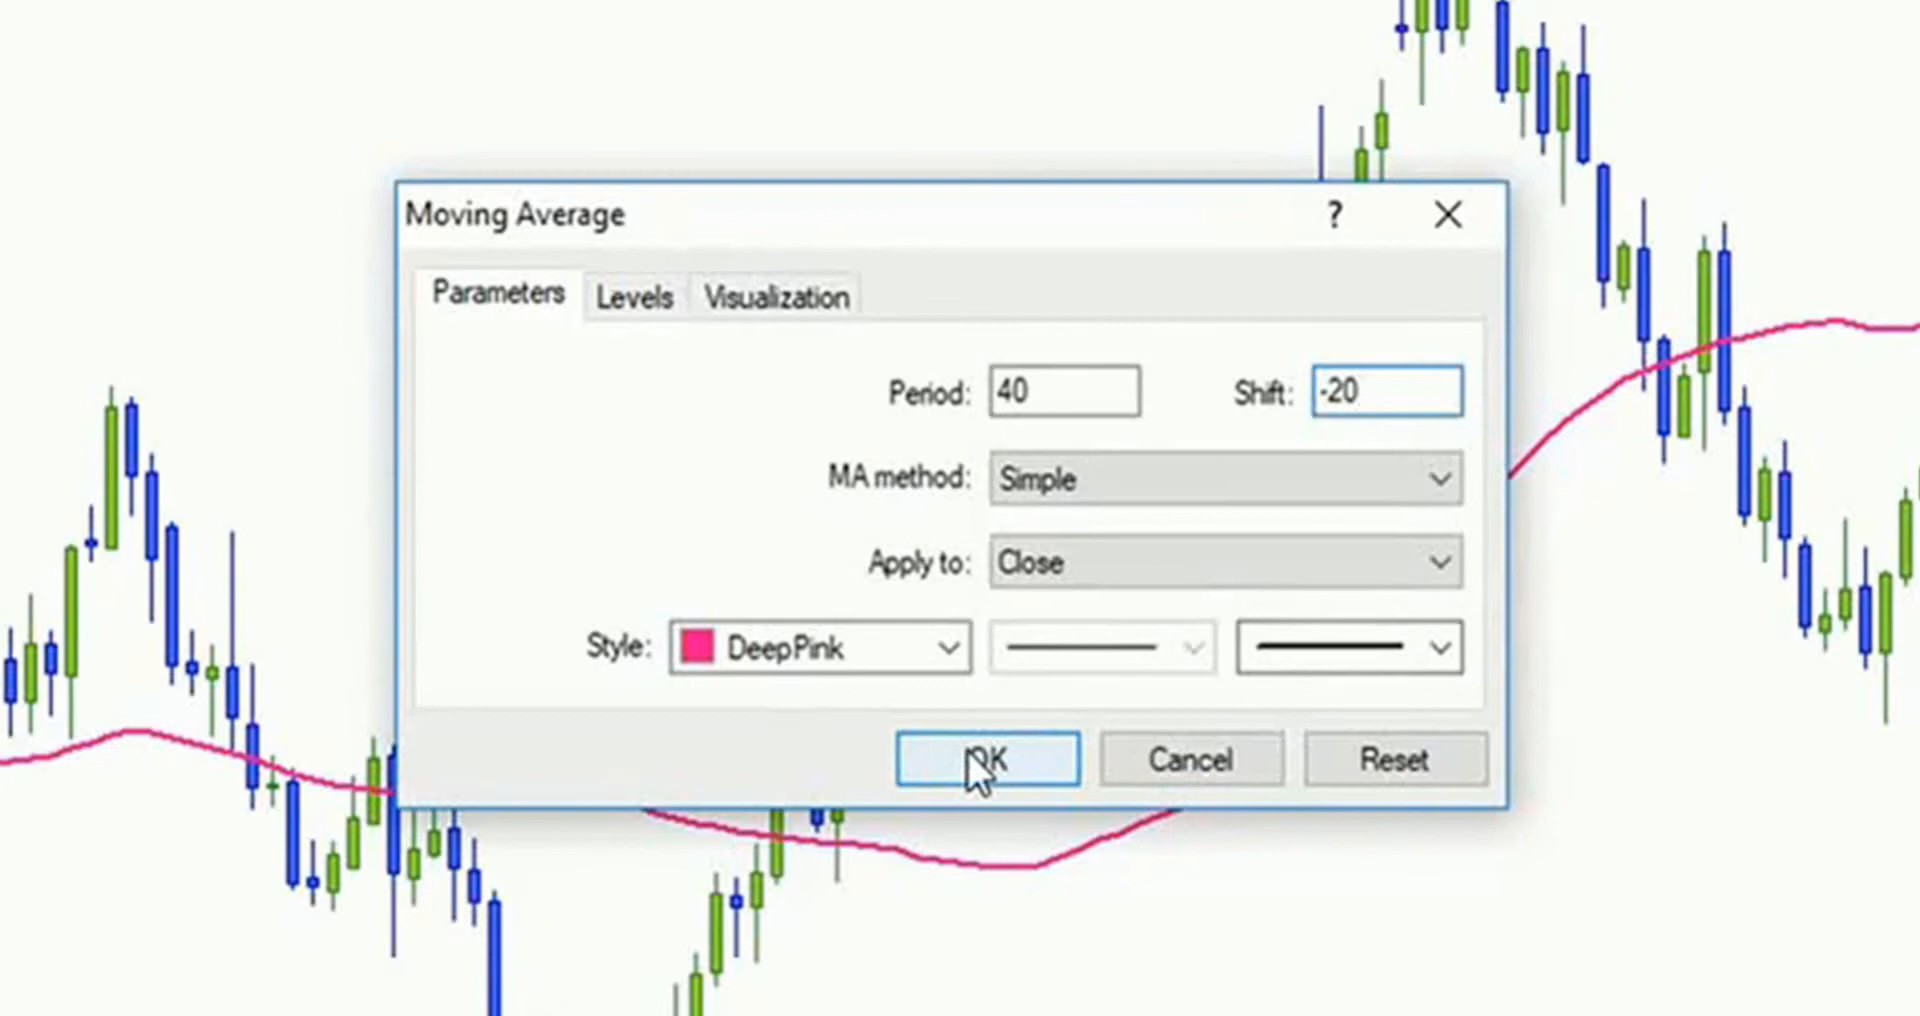 Moving Average ?
Parameters Levels Visualization
Period: 40 Shift: -20
MA method: Simple
Apply to: Close
Style: DeepPink
OK Cancel Reset